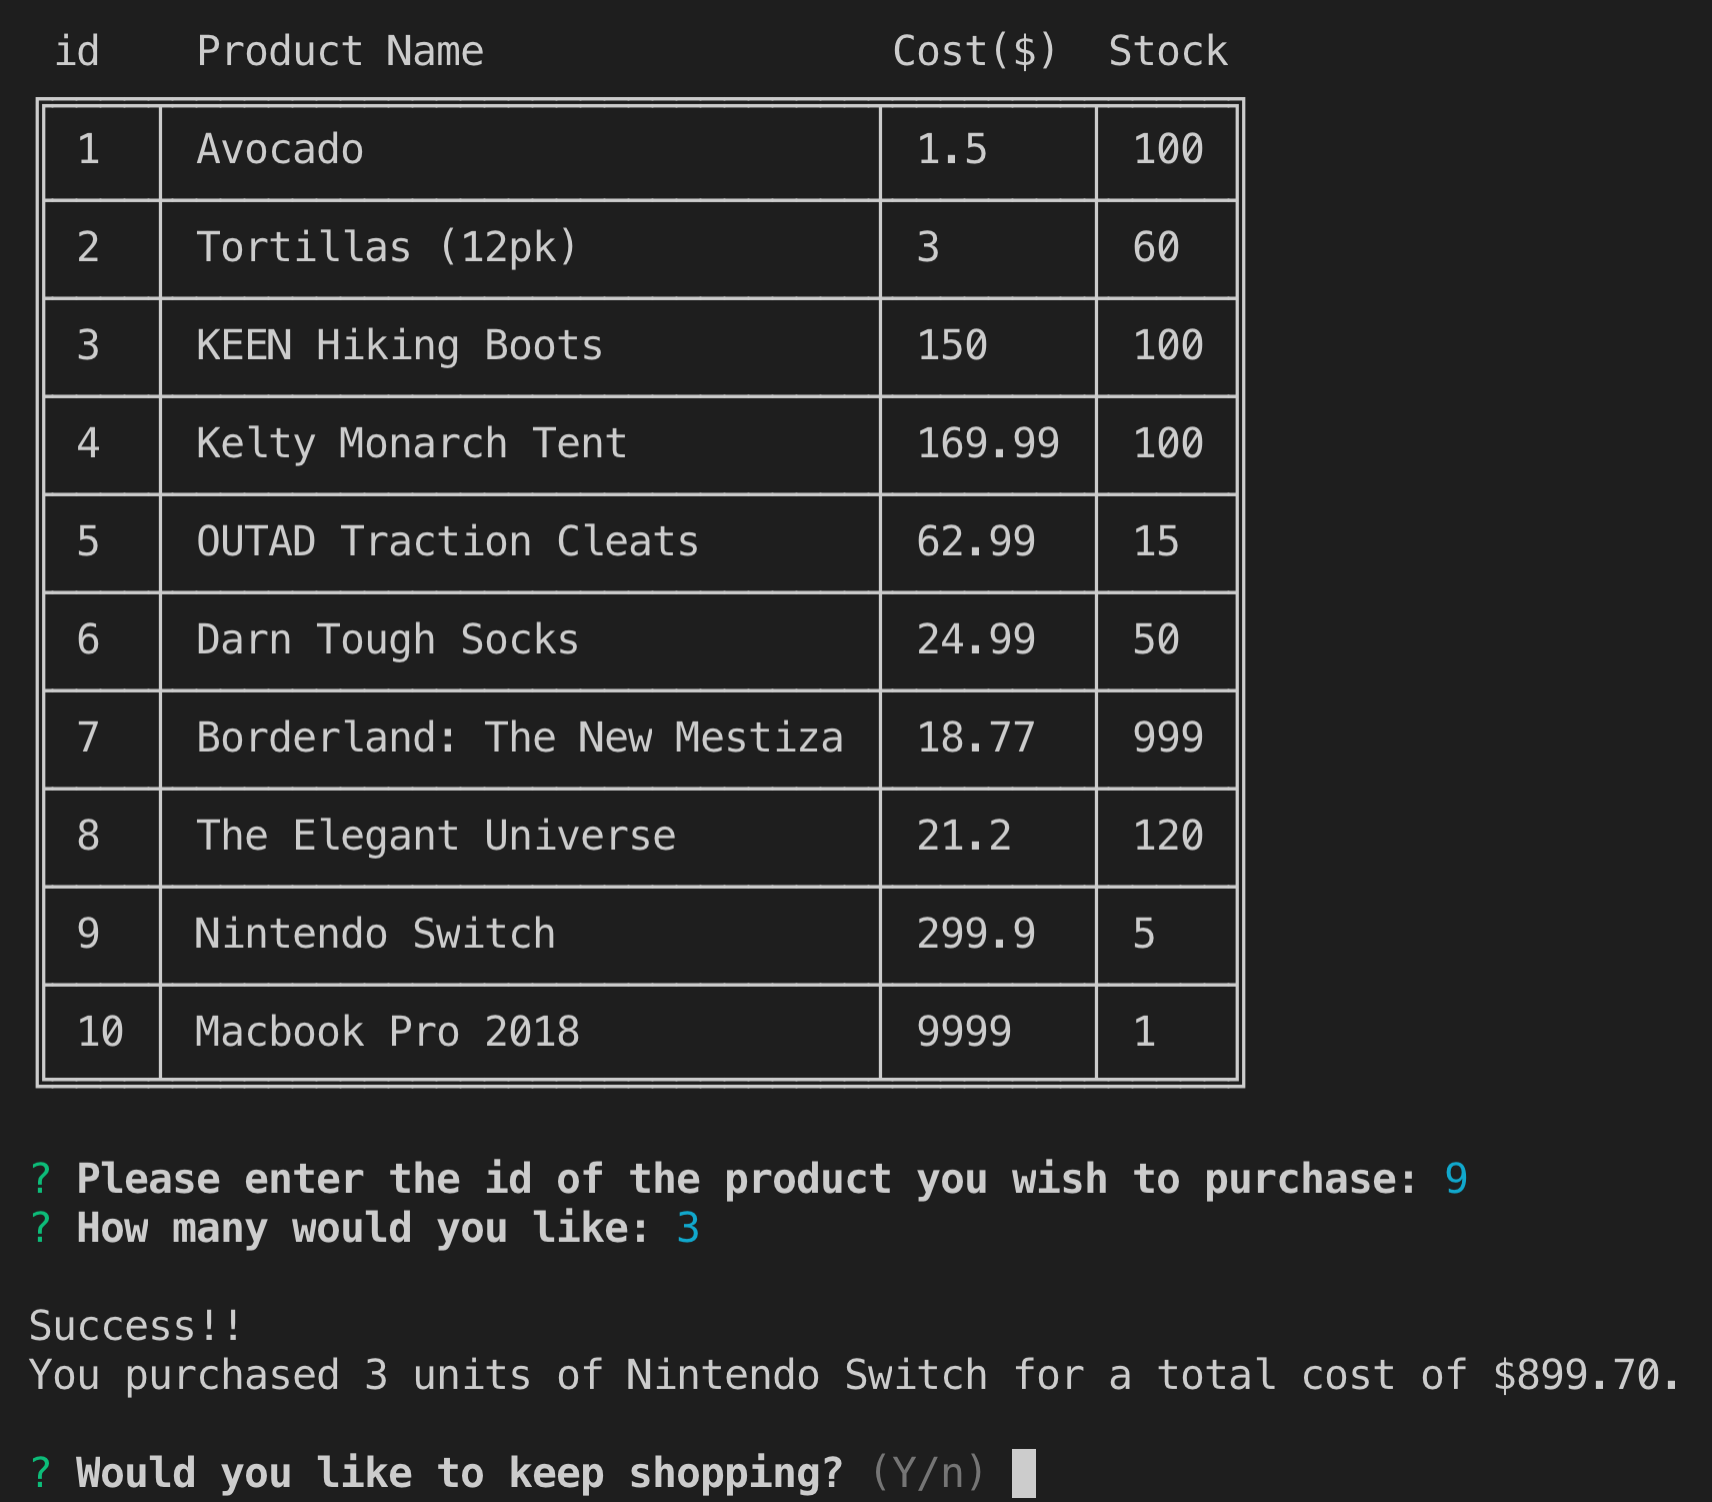 id Product Name Cost($) Stock
1 Avocado 1.5 100
2 Tortillas (12pk) 3 60
3 KEEN Hiking Boots 150 100
4 Kelty Monarch Tent 169.99 100
5 OUTAD Traction Cleats 62.99 15
6 Darn Tough Socks 24.99 50
7 Borderland: The New Mestiza 18.77 999
8 The Elegant Universe 21.2 120
9 Nintendo Switch 299.9 5
10 Macbook Pro 2018 9999 1
? Please enter the id of the product you wish to purchase: 9
? How many would you like: 3
Success!!
You purchased 3 units of Nintendo Switch for a total cost of $899.70.
? Would you like to keep shopping? (Y/n)